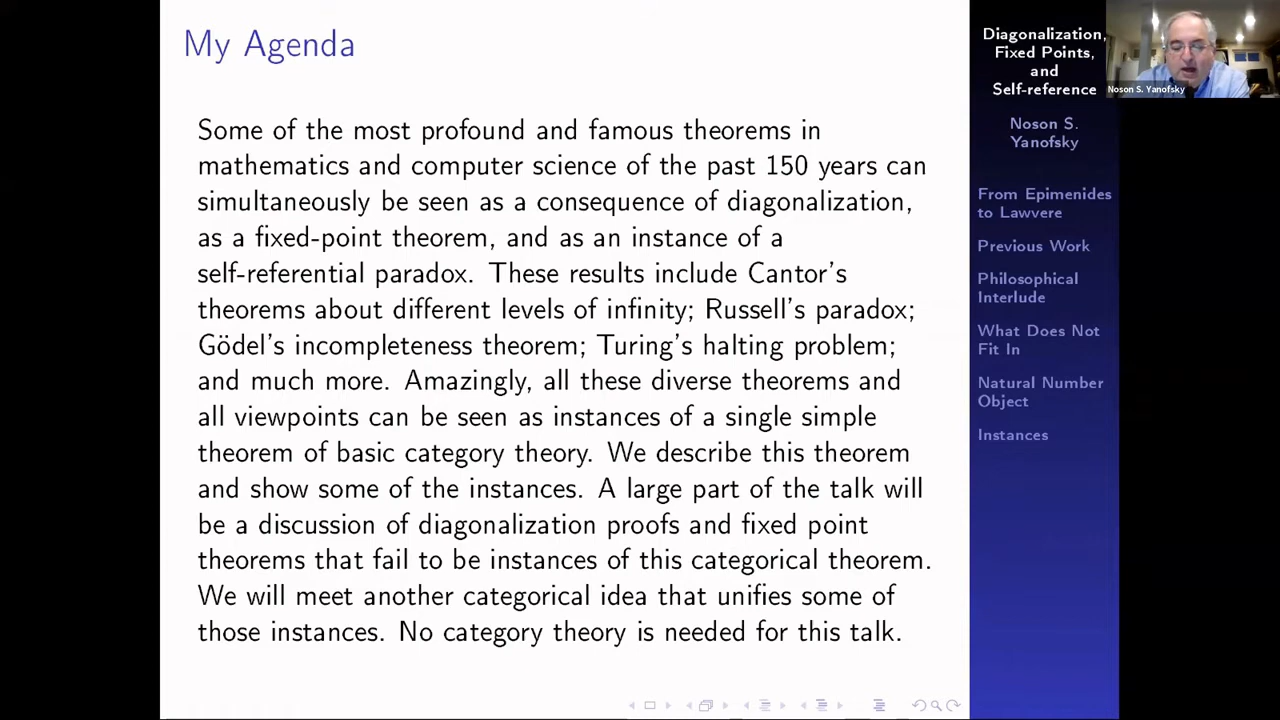 My Agenda
Some of the most profound and famous theorems in
mathematics and computer science of the past 150 years can
simultaneously be seen as a consequence of diagonalization,
as a fixed-point theorem, and as an instance of a
self-referential paradox. These results include Cantor's
theorems about different levels of infinity; Russell's paradox;
Gödel's incompleteness theorem; Turing's halting problem;
and much more. Amazingly, all these diverse theorems and
all viewpoints can be seen as instances of a single simple
theorem of basic category theory. We describe this theorem
and show some of the instances. A large part of the talk will
be a discussion of diagonalization proofs and fixed point
theorems that fail to be instances of this categorical theorem.
We will meet another categorical idea that unifies some of
those instances. No category theory is needed for this talk.
Diagonalization,
Fixed Points,
and
Self-reference
Noson S.
Yanofsky
From Epimenides
to Lawvere
Previous Work
Philosophical
Interlude
What Does Not
Fit In
Natural Number
Object
Instances
Noson S. Yanofsky